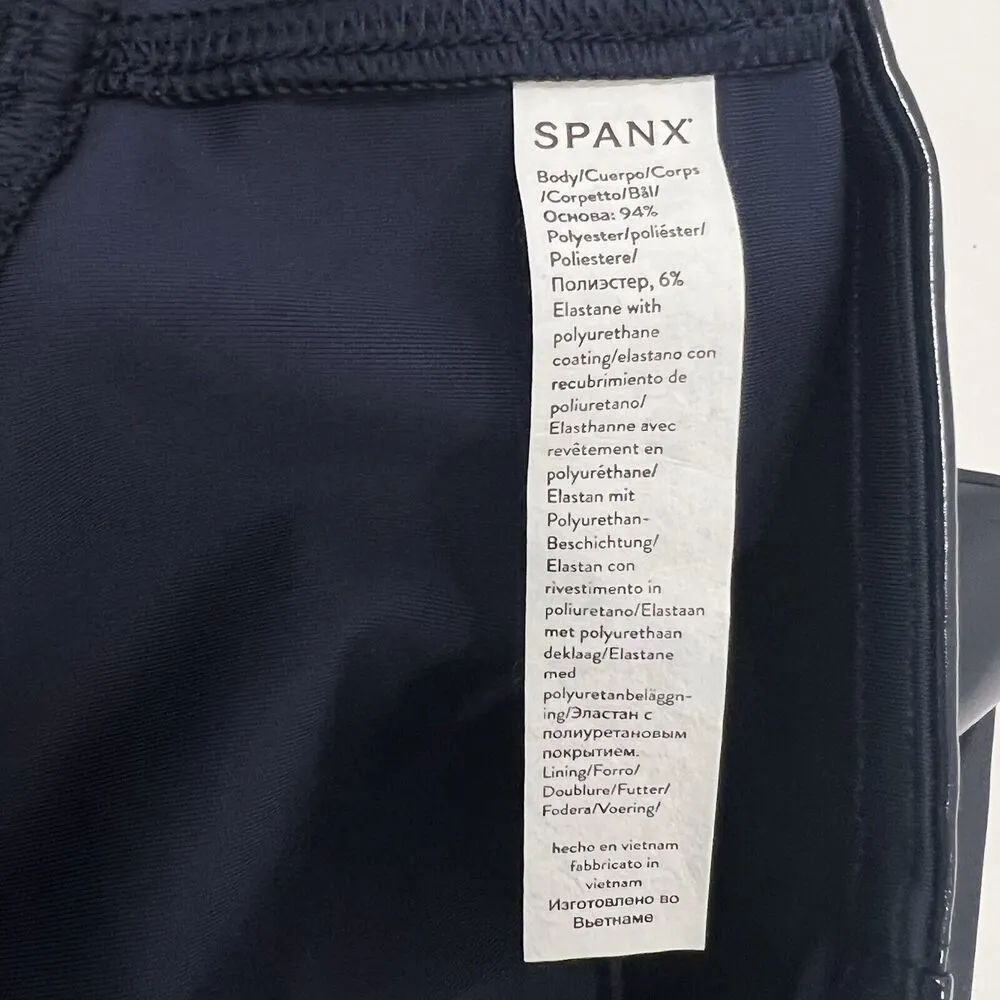 SPANX
Body/Cuerpo/Corps
/Corpetto/Bål/
Основа: 94%
Polyester/poliéster/
Poliestere/
Полиэстер, 6%
Elastane with
polyurethane
coating/elastano con
recubrimiento de
poliuretano/
Elasthanne avec
revêtement en
polyuréthane/
Elastan mit
Polyurethan-
Beschichtung/
Elastan con
rivestimento in
poliuretano/Elastaan
met polyurethaan
deklaag/Elastane
med
polyuretanbeläggn-
ing/Эластан с
полиуретановым
покрытием.
Lining/Forro/
Doublure/Futter/
Fodera/Voering/
hecho en vietnam
fabbricato in
vietnam
Изготовлено во
Вьетнаме